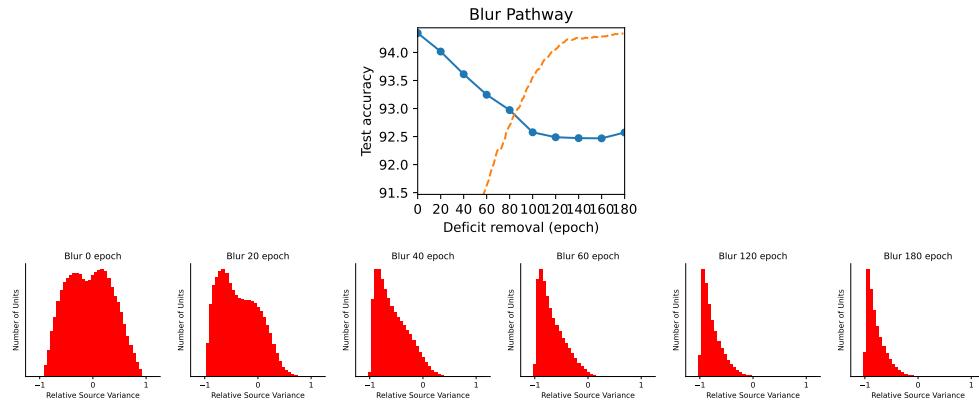 Blur Pathway
Test accuracy
94.0
93.5
93.0
92.5
92.0
91.5
0 20 40 60 80 100 120 140 160 180
Deficit removal (epoch)
Blur 0 epoch
Number of Units
−1 0 1
Relative Source Variance
Blur 20 epoch
Number of Units
−1 0 1
Relative Source Variance
Blur 40 epoch
Number of Units
−1 0 1
Relative Source Variance
Blur 60 epoch
Number of Units
−1 0 1
Relative Source Variance
Blur 120 epoch
Number of Units
−1 0 1
Relative Source Variance
Blur 180 epoch
Number of Units
−1 0 1
Relative Source Variance